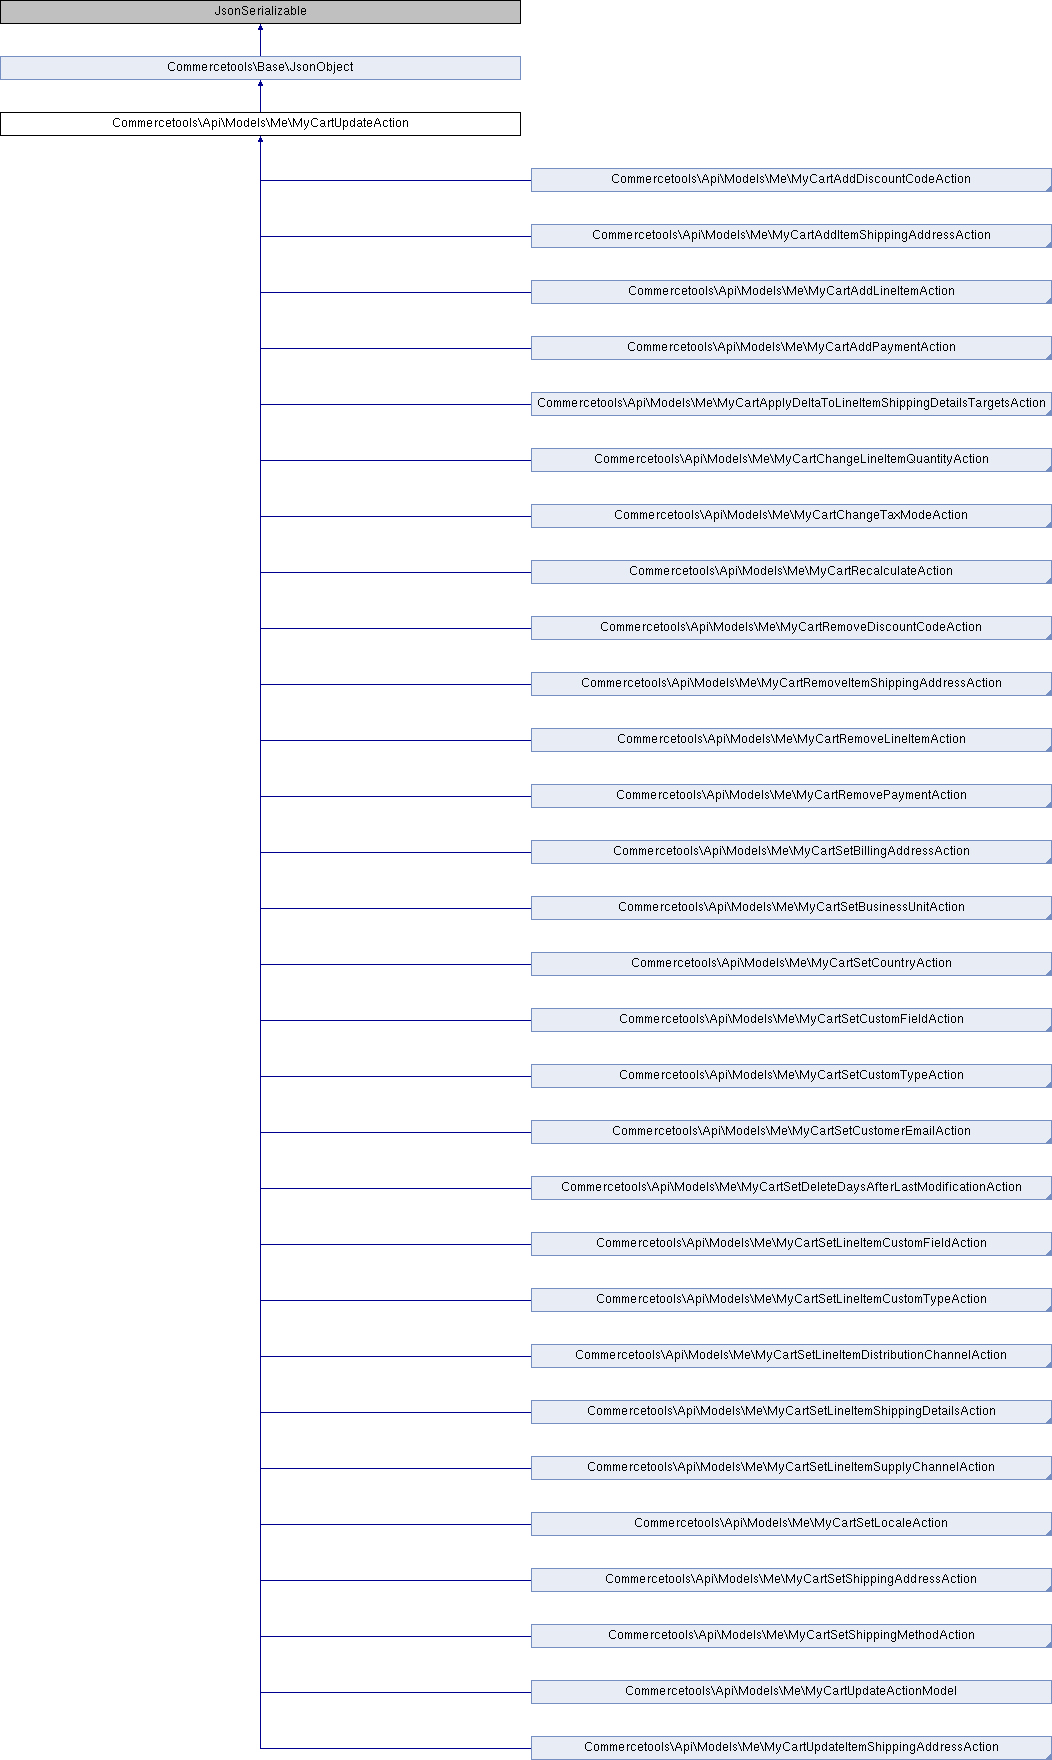 JsonSerializable
Commercetools\Base\JsonObject
Commercetools\Api\Models\Me\MyCartUpdateAction
Commercetools\Api\Models\Me\MyCartAddDiscountCodeAction
Commercetools\Api\Models\Me\MyCartAddItemShippingAddressAction
Commercetools\Api\Models\Me\MyCartAddLineItemAction
Commercetools\Api\Models\Me\MyCartAddPaymentAction
Commercetools\Api\Models\Me\MyCartApplyDeltaToLineItemShippingDetailsTargetsAction
Commercetools\Api\Models\Me\MyCartChangeLineItemQuantityAction
Commercetools\Api\Models\Me\MyCartChangeTaxModeAction
Commercetools\Api\Models\Me\MyCartRecalculateAction
Commercetools\Api\Models\Me\MyCartRemoveDiscountCodeAction
Commercetools\Api\Models\Me\MyCartRemoveItemShippingAddressAction
Commercetools\Api\Models\Me\MyCartRemoveLineItemAction
Commercetools\Api\Models\Me\MyCartRemovePaymentAction
Commercetools\Api\Models\Me\MyCartSetBillingAddressAction
Commercetools\Api\Models\Me\MyCartSetBusinessUnitAction
Commercetools\Api\Models\Me\MyCartSetCountryAction
Commercetools\Api\Models\Me\MyCartSetCustomFieldAction
Commercetools\Api\Models\Me\MyCartSetCustomTypeAction
Commercetools\Api\Models\Me\MyCartSetCustomerEmailAction
Commercetools\Api\Models\Me\MyCartSetDeleteDaysAfterLastModificationAction
Commercetools\Api\Models\Me\MyCartSetLineItemCustomFieldAction
Commercetools\Api\Models\Me\MyCartSetLineItemCustomTypeAction
Commercetools\Api\Models\Me\MyCartSetLineItemDistributionChannelAction
Commercetools\Api\Models\Me\MyCartSetLineItemShippingDetailsAction
Commercetools\Api\Models\Me\MyCartSetLineItemSupplyChannelAction
Commercetools\Api\Models\Me\MyCartSetLocaleAction
Commercetools\Api\Models\Me\MyCartSetShippingAddressAction
Commercetools\Api\Models\Me\MyCartSetShippingMethodAction
Commercetools\Api\Models\Me\MyCartUpdateActionModel
Commercetools\Api\Models\Me\MyCartUpdateItemShippingAddressAction